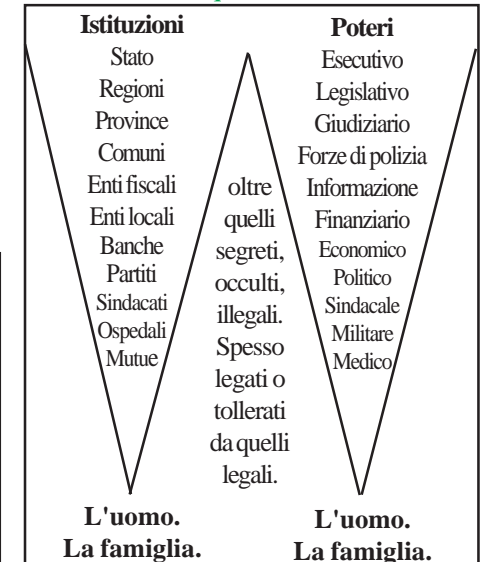 Istituzioni
Stato
Regioni
Province
Comuni
Enti fiscali
Enti locali
Banche
Partiti
Sindacati
Ospedali
Mutue
L'uomo.
La famiglia.
oltre
quelli
segreti,
occulti,
illegali.
Spesso
legati o
tollerati
da quelli
legali.
Poteri
Esecutivo
Legislativo
Giudiziario
Forze di polizia
Informazione
Finanziario
Economico
Politico
Sindacale
Militare
Medico
L'uomo.
La famiglia.